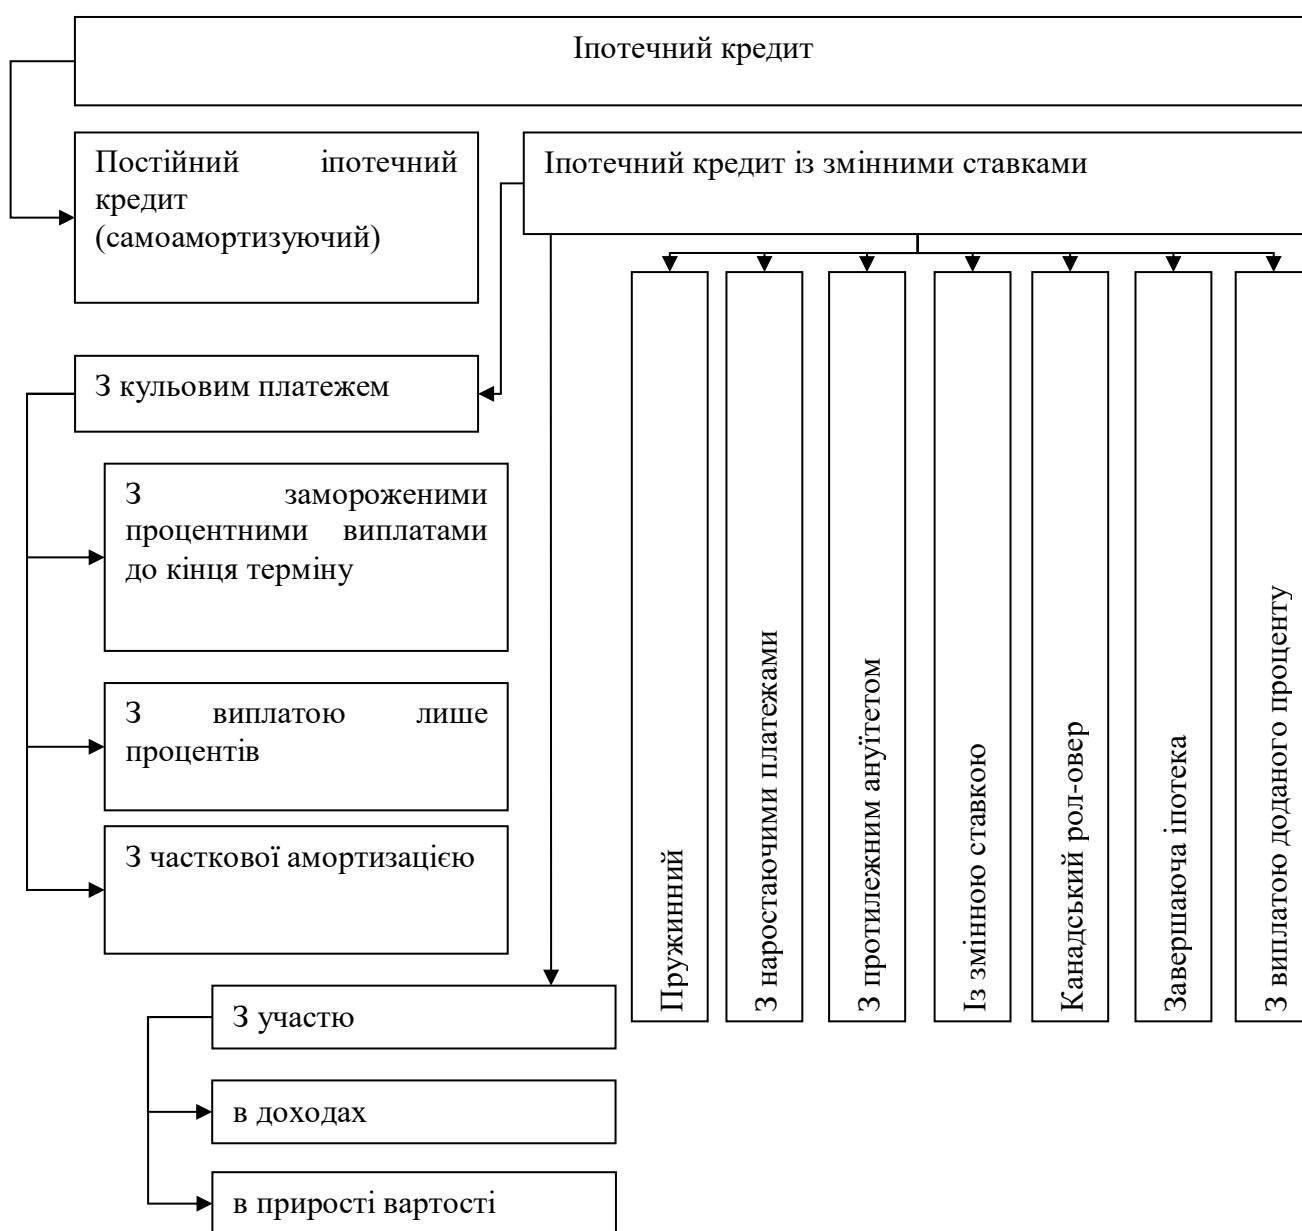 Іпотечний кредит
Постійний іпотечний
кредит
(самоамортизуючий)
Іпотечний кредит із змінними ставками
З кульовим платежем
З замороженими
процентними виплатами
до кінця терміну
З виплатою лише
процентів
З часткової амортизацією
З участю
в доходах
в прирості вартості
Пружинний
З наростаючими платежами
З протилежним ануїтетом
Із змінною ставкою
Канадський рол-овер
Завершаюча іпотека
З виплатою доданого проценту